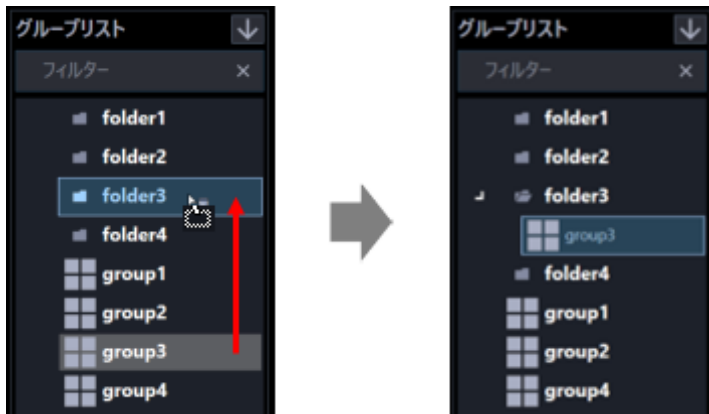 グループリスト
フィルター
folder1
folder2
folder3
folder4
group1
group2
group3
group4
グループリスト
フィルター
folder1
folder2
folder3
group3
folder4
group1
group2
group4